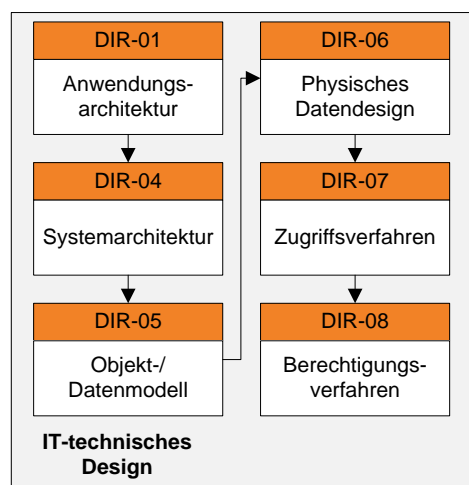 DIR-01
Anwendungs-
architektur
DIR-04
Systemarchitektur
DIR-05
Objekt-/
Datenmodell
DIR-06
Physisches
Datendesign
DIR-07
Zugriffsverfahren
DIR-08
Berechtigungs-
verfahren
IT-technisches
Design